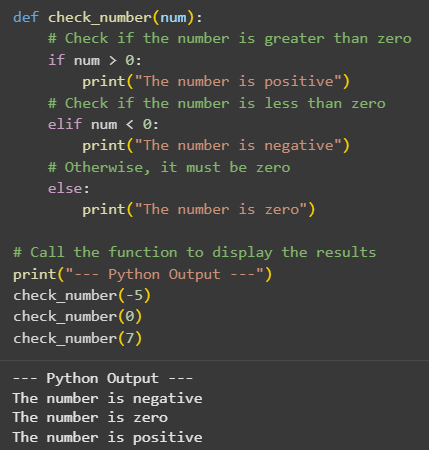 def check_number(num):
    # Check if the number is greater than zero
    if num > 0:
        print("The number is positive")
    # Check if the number is less than zero
    elif num < 0:
        print("The number is negative")
    # Otherwise, it must be zero
    else:
        print("The number is zero")

# Call the function to display the results
print("--- Python Output ---")
check_number(-5)
check_number(0)
check_number(7)
--- Python Output ---
The number is negative
The number is zero
The number is positive